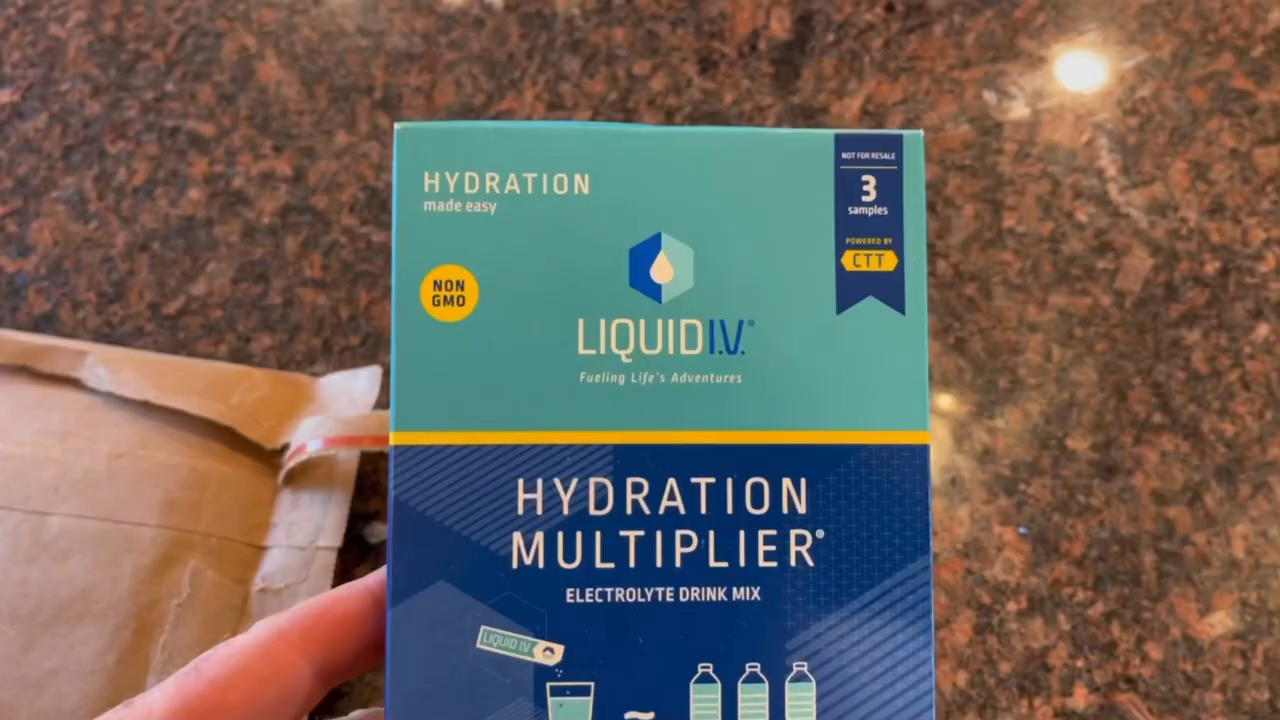 HYDRATION
made easy
NOT FOR RESALE
3
samples
POWERED BY
CTT
NON
GMO
LIQUID I.V.®
Fueling Life's Adventures
HYDRATION
MULTIPLIER®
ELECTROLYTE DRINK MIX
LIQUID IV
≈